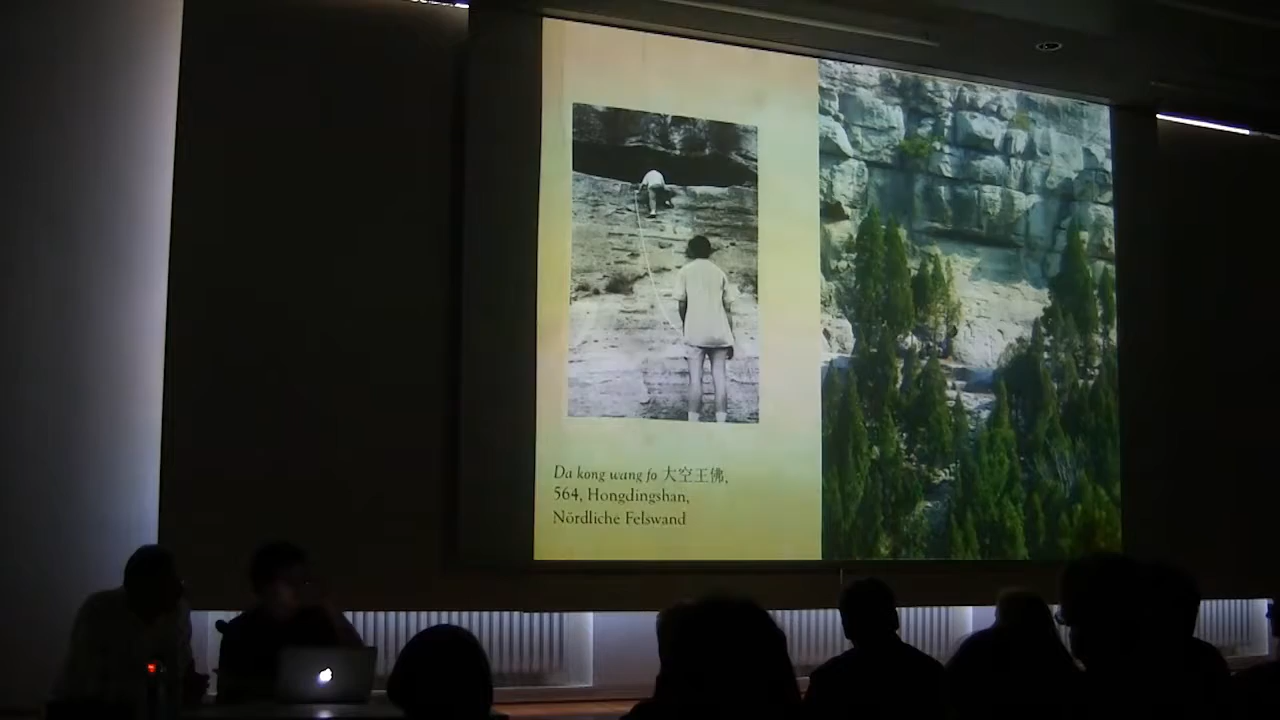 Da kong wang fo 大空王佛,
564, Hongdingshan,
Nördliche Felswand